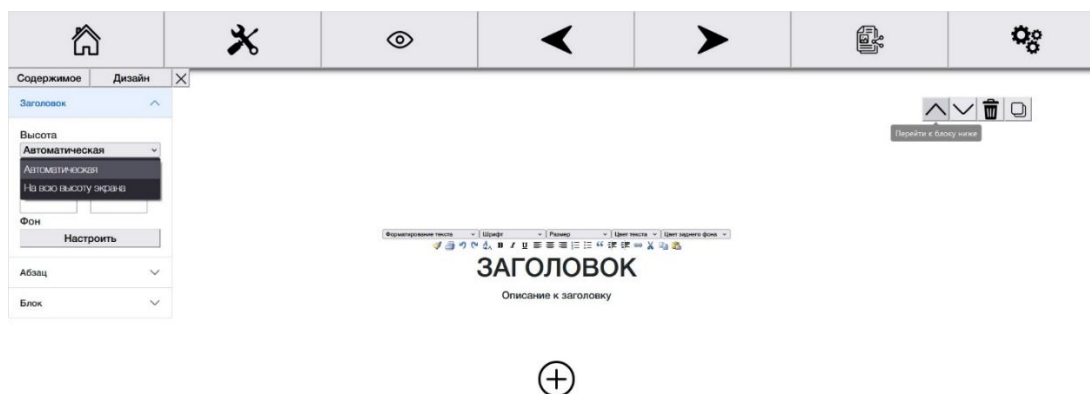 Содержимое Дизайн
Заголовок
Высота
Автоматическая
Автоматическая
На всю высоту экрана
Фон
Настроить
Абзац
Блок
Перейти к блоку ниже
Форматирование текста Шрифт Размер Цвет текста Цвет заднего фона
B I U
ЗАГОЛОВОК
Описание к заголовку